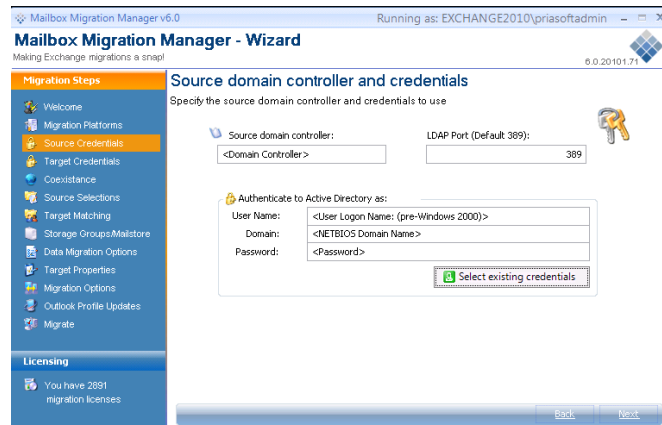 Mailbox Migration Manager v6.0
Running as: EXCHANGE2010\priasoftadmin
Mailbox Migration Manager - Wizard
Making Exchange migrations a snap!
6.0.20101.71
Migration Steps
Welcome
Migration Platforms
Source Credentials
Target Credentials
Coexistance
Source Selections
Target Matching
Storage Groups/Mailstore
Data Migration Options
Target Properties
Migration Options
Outlook Profile Updates
Migrate
Licensing
You have 2891
migration licenses
Source domain controller and credentials
Specify the source domain controller and credentials to use
Source domain controller:
LDAP Port (Default 389):
<Domain Controller>
389
Authenticate to Active Directory as:
User Name:
<User Logon Name: (pre-Windows 2000)>
Domain:
<NETBIOS Domain Name>
Password:
<Password>
Select existing credentials
Back
Next